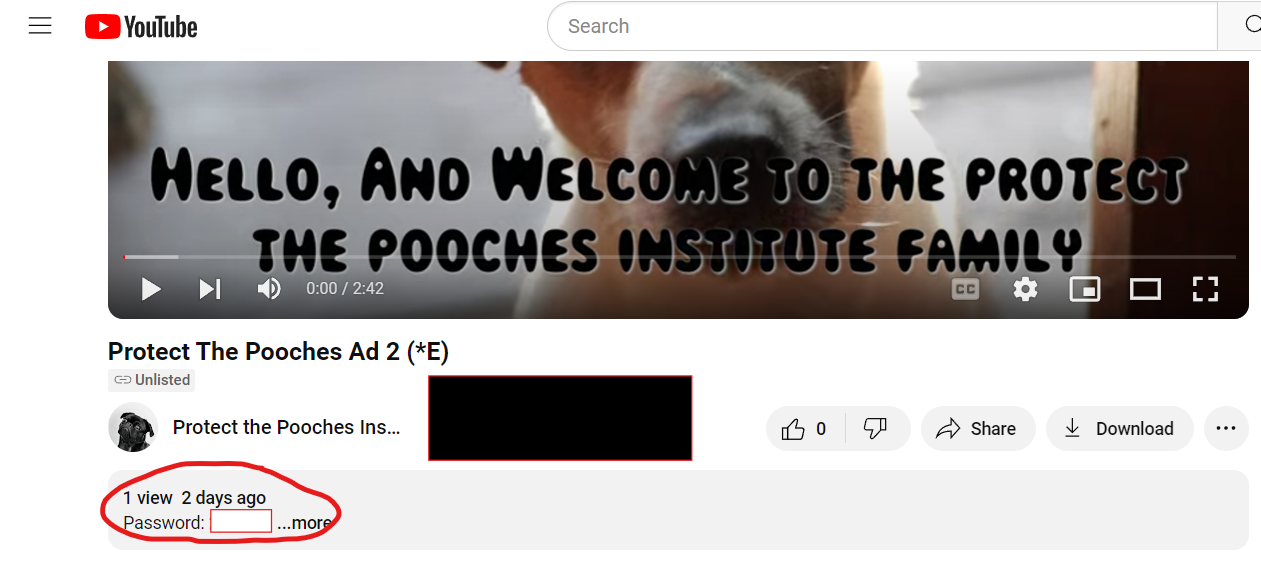 YouTube
Search
Hello, And Welcome to the protect
the pooches institute family
0:00 / 2:42
CC
Protect The Pooches Ad 2 (*E)
Unlisted
Protect the Pooches Ins...
0
Share
Download
1 view 2 days ago
Password: ...more